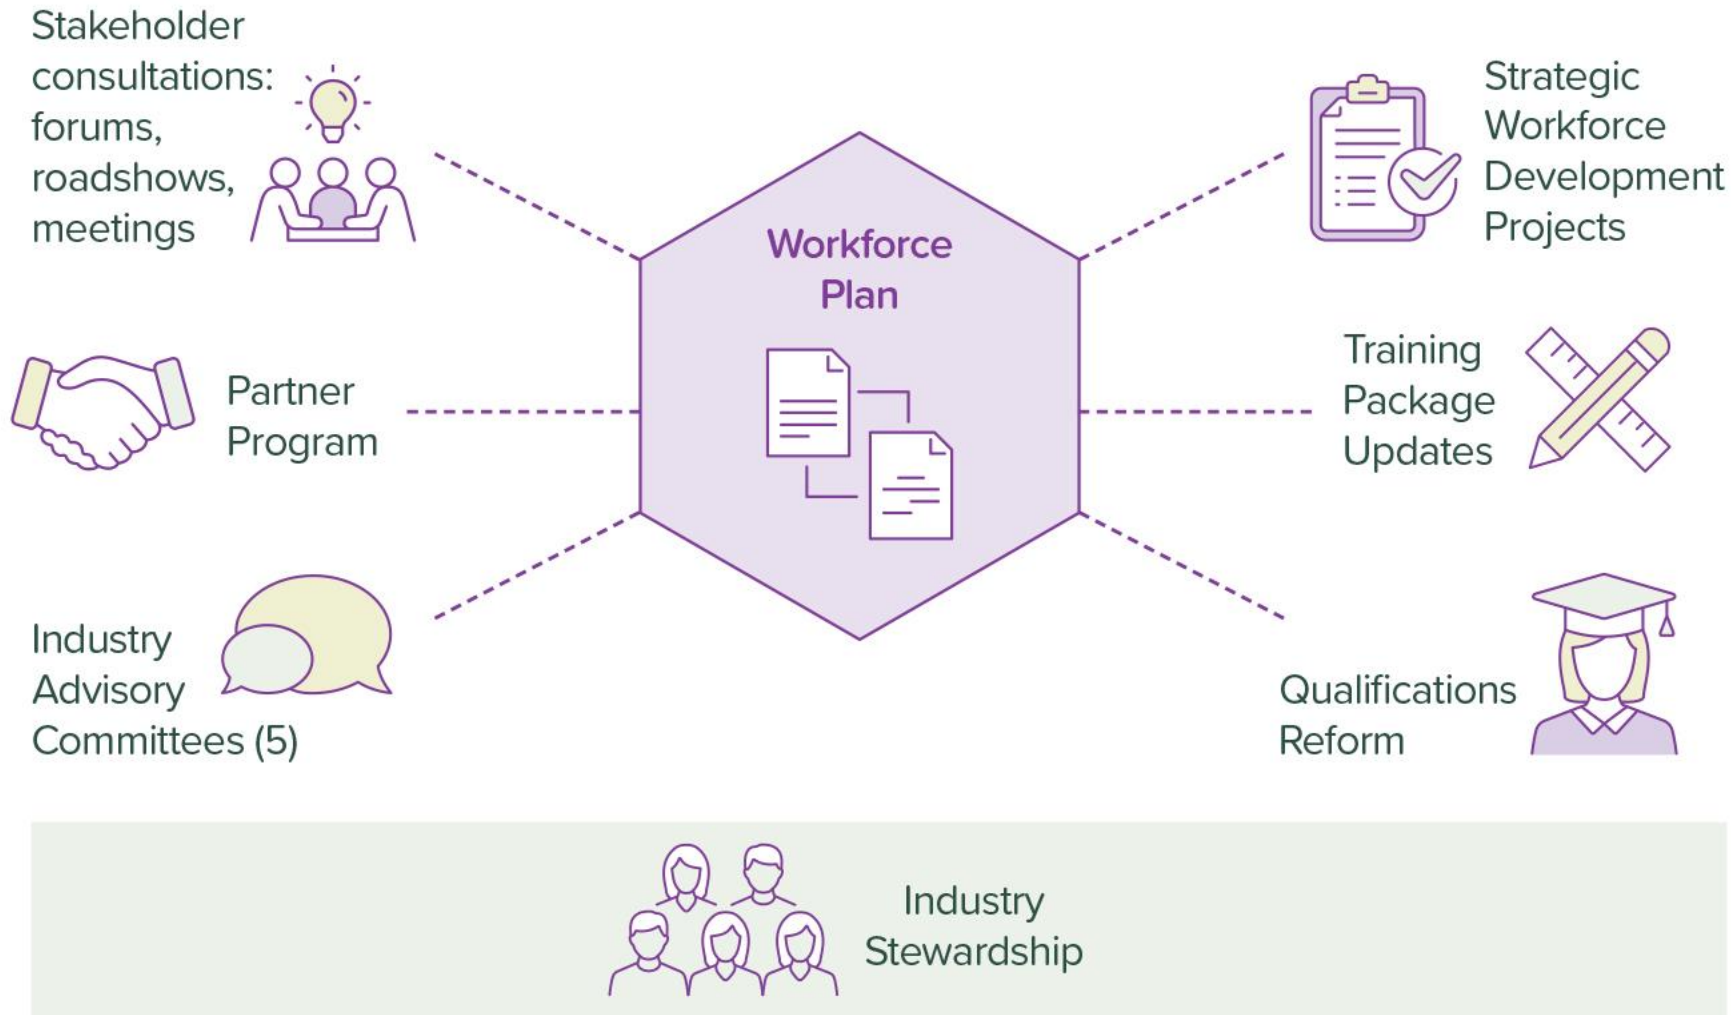 Stakeholder
consultations:
forums,
roadshows,
meetings
Partner
Program
Industry
Advisory
Committees (5)
Workforce
Plan
Strategic
Workforce
Development
Projects
Training
Package
Updates
Qualifications
Reform
Industry
Stewardship